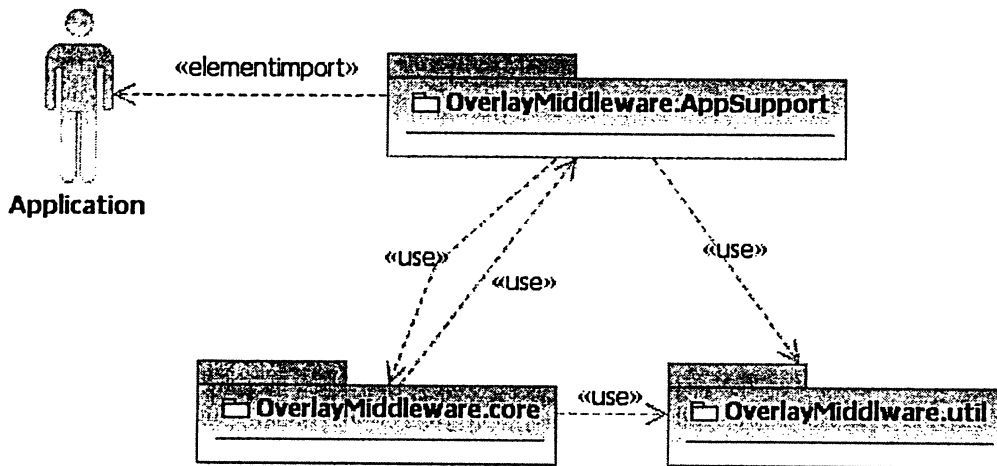 «elementimport»
OverlayMiddleware:AppSupport
Application
«use»
«use»
«use»
OverlayMiddleware.core
«use»
OverlayMiddlware.util